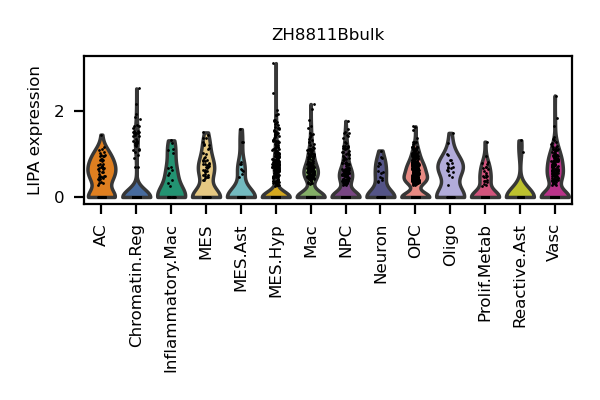 ZH8811Bbulk
LIPA expression
2
0
AC
Chromatin.Reg
Inflammatory.Mac
MES
MES.Ast
MES.Hyp
Mac
NPC
Neuron
OPC
Oligo
Prolif.Metab
Reactive.Ast
Vasc